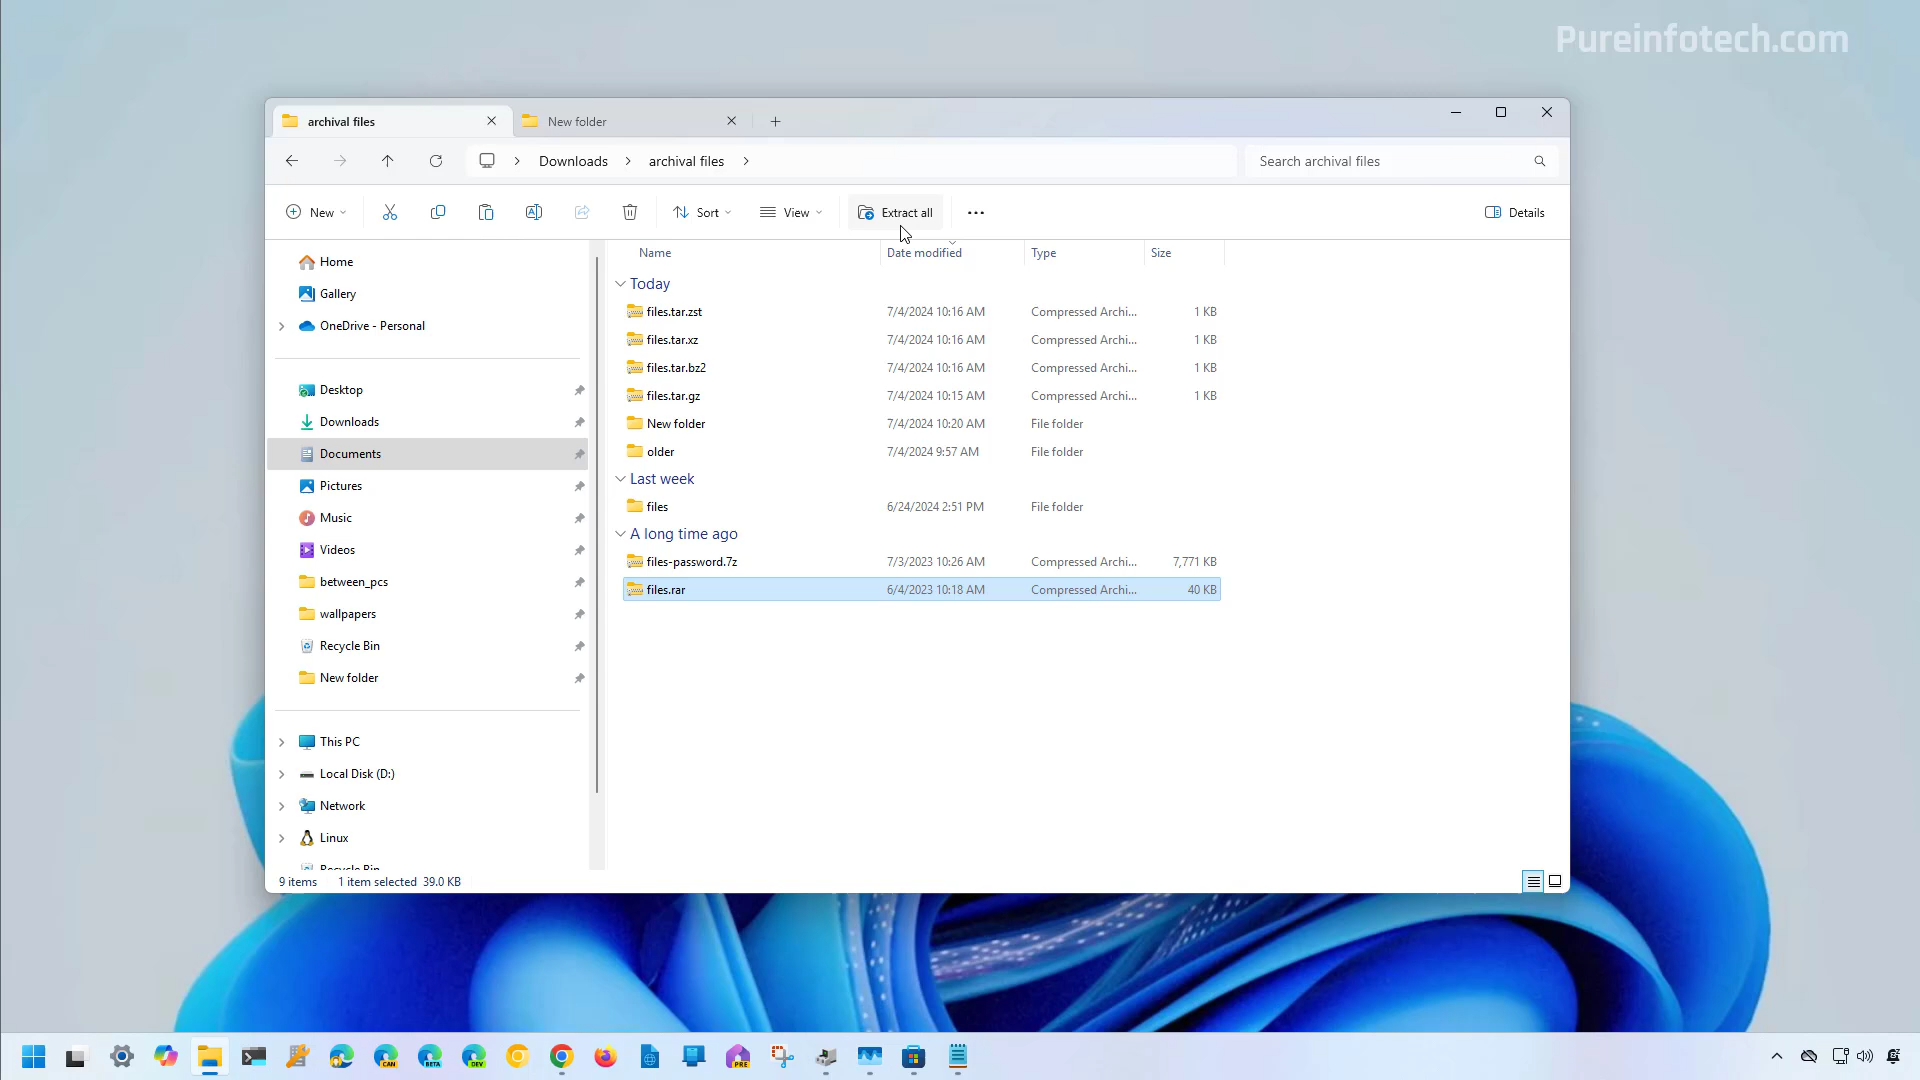 Pureinfotech.com
archival files
New folder
Downloads
archival files
Search archival files
New
Sort
View
Extract all
Details
Home
Gallery
OneDrive - Personal
Desktop
Downloads
Documents
Pictures
Music
Videos
between_pcs
wallpapers
Recycle Bin
New folder
This PC
Local Disk (D:)
Network
Linux
Recycle Bin
Name Date modified Type Size
Today
files.tar.zst 7/4/2024 10:16 AM Compressed Archi... 1 KB
files.tar.xz 7/4/2024 10:16 AM Compressed Archi... 1 KB
files.tar.bz2 7/4/2024 10:16 AM Compressed Archi... 1 KB
files.tar.gz 7/4/2024 10:15 AM Compressed Archi... 1 KB
New folder 7/4/2024 10:20 AM File folder
older 7/4/2024 9:57 AM File folder
Last week
files 6/24/2024 2:51 PM File folder
A long time ago
files-password.7z 7/3/2023 10:26 AM Compressed Archi... 7,771 KB
files.rar 6/4/2023 10:18 AM Compressed Archi... 40 KB
9 items 1 item selected 39.0 KB
CAN
BETA
DEV
PRE